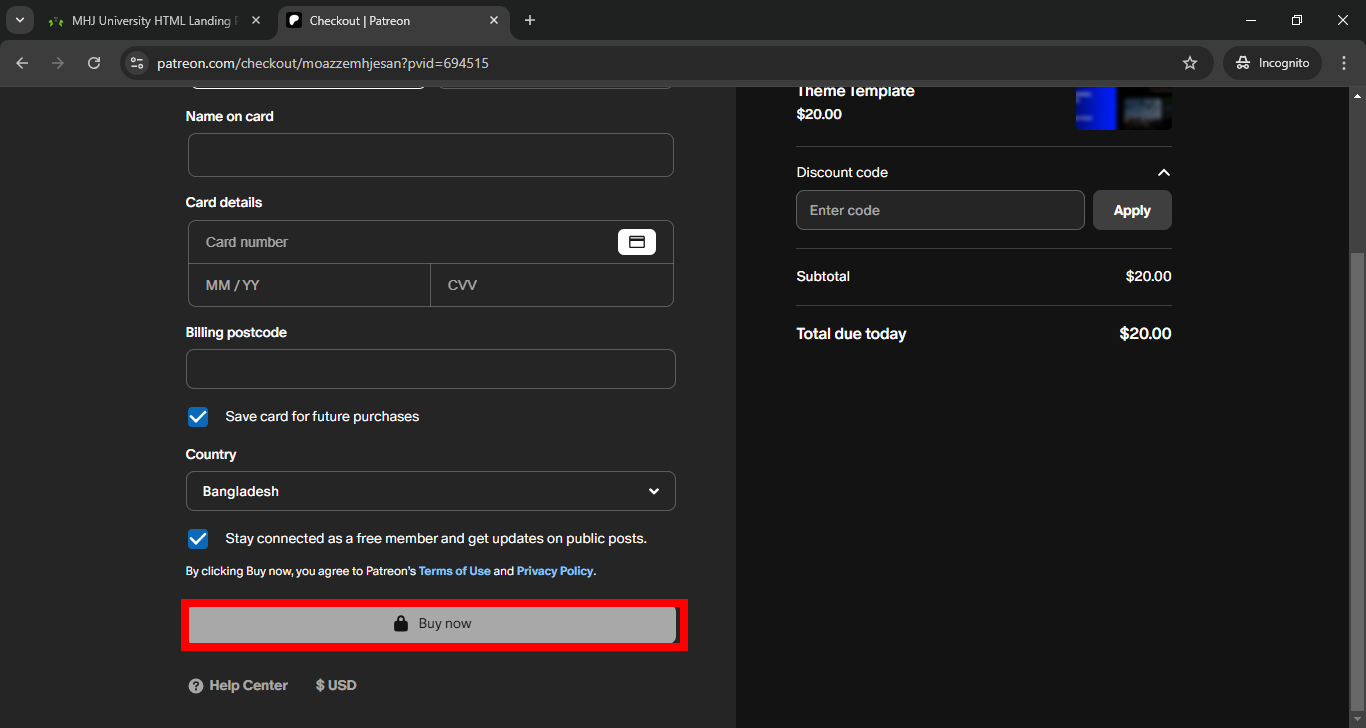 MHJ University HTML Landing P
Checkout | Patreon
patreon.com/checkout/moazzemhjesan?pvid=694515
Incognito
Name on card
Card details
Card number
MM / YY
CVV
Billing postcode
Save card for future purchases
Country
Bangladesh
Stay connected as a free member and get updates on public posts.
By clicking Buy now, you agree to Patreon's Terms of Use and Privacy Policy.
Buy now
Help Center
$ USD
Theme Template
$20.00
Discount code
Enter code
Apply
Subtotal
$20.00
Total due today
$20.00